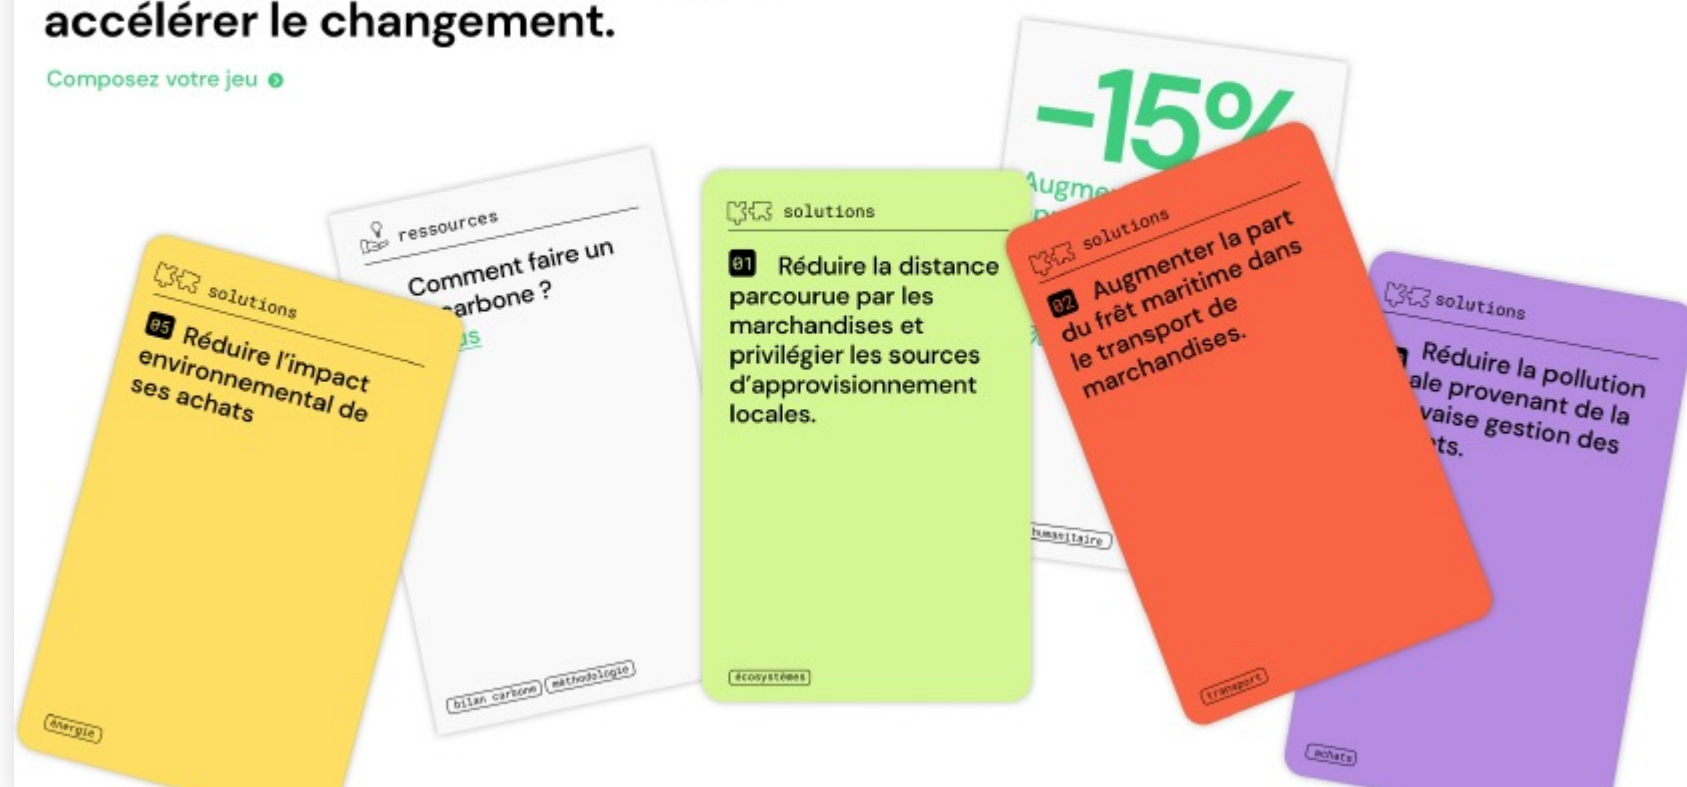 accélérer le changement.
Composez votre jeu
solutions
05 Réduire l'impact
environnemental de
ses achats
énergie
ressources
Comment faire un
carbone ?
bilan carbone méthodologie
solutions
01 Réduire la distance
parcourue par les
marchandises et
privilégier les sources
d'approvisionnement
locales.
écosystèmes
-15%
humanitaire
solutions
02 Augmenter la part
du frêt maritime dans
le transport de
marchandises.
transport
solutions
Réduire la pollution
provenant de la
gestion des
achats